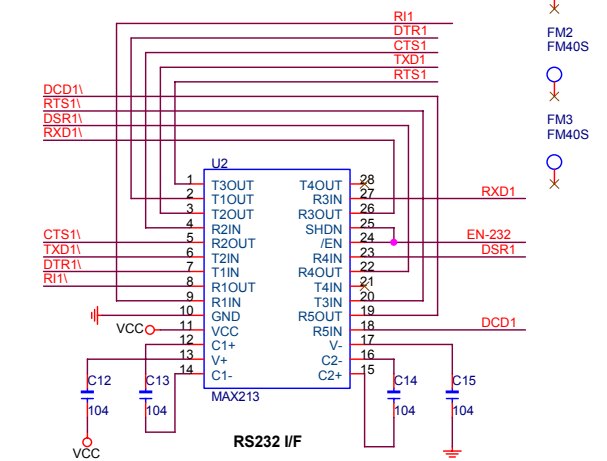 RI1
DTR1
CTS1
TXD1
RTS1
FM2
FM40S
FM3
FM40S
DCD1\
RTS1\
DSR1\
RXD1\
U2
1 T3OUT T4OUT 28
2 T1OUT R3IN 27 RXD1
3 T2OUT R3OUT 26
4 R2IN SHDN 25
CTS1\ 5 R2OUT /EN 24 EN-232
TXD1\ 6 T2IN R4IN 23 DSR1
DTR1\ 7 T1IN R4OUT 22
RI1\ 8 R1OUT T4IN 21
9 R1IN T3IN 20
10 GND R5OUT 19
VCC 11 VCC R5IN 18 DCD1
12 C1+ V- 17
13 V+ C2- 16
14 C1- C2+ 15
C12 C13 C14 C15
MAX213
104 104 104 104
RS232 I/F
VCC